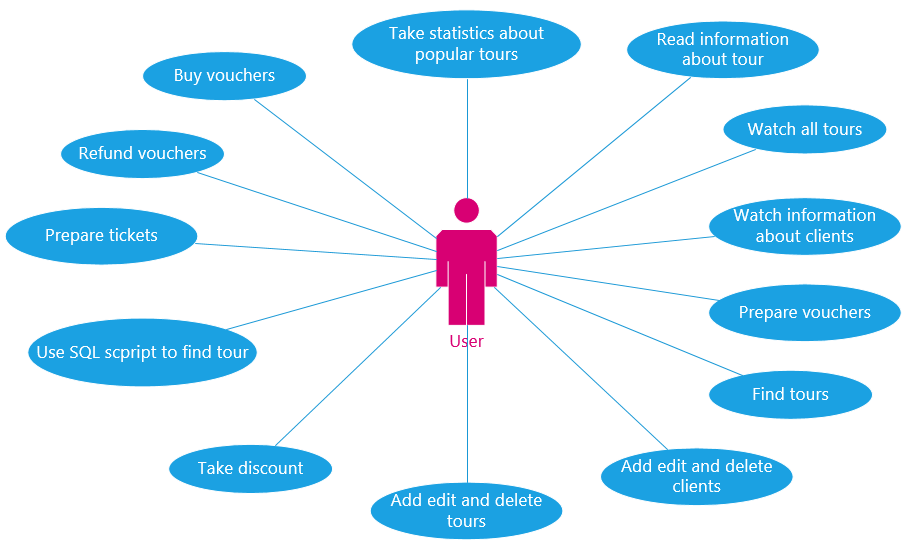 Take statistics about
popular tours
Read information
about tour
Buy vouchers
Watch all tours
Refund vouchers
Watch information
about clients
Prepare tickets
Prepare vouchers
User
Use SQL scpript to find tour
Find tours
Take discount
Add edit and delete
clients
Add edit and delete
tours